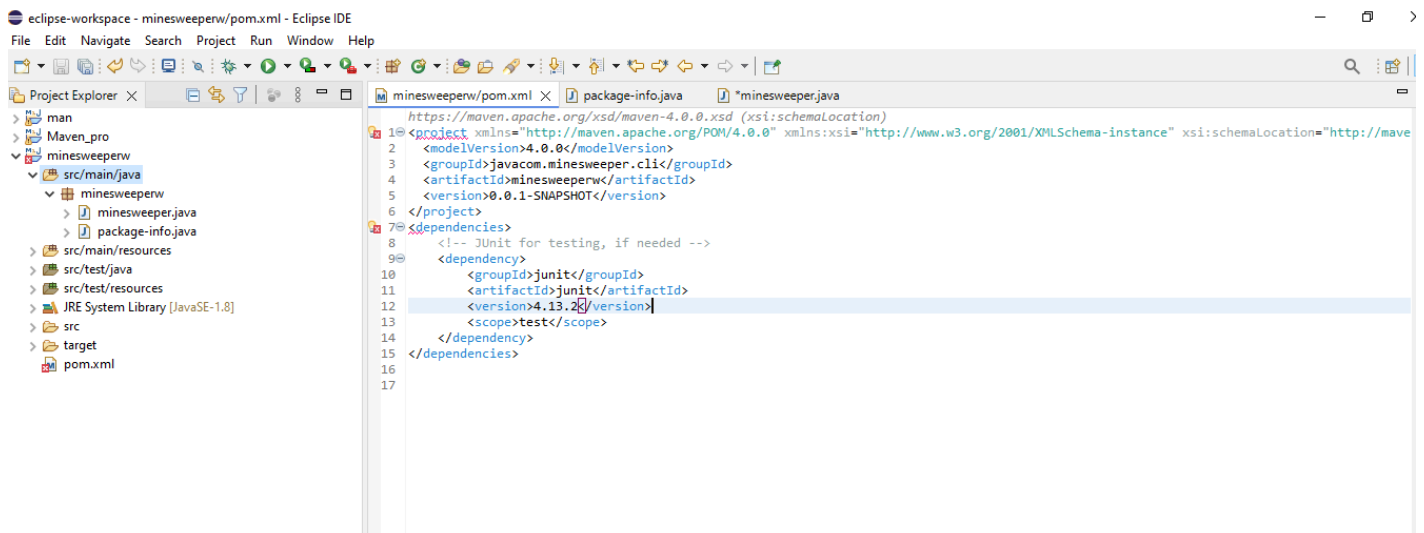 eclipse-workspace - minesweeperw/pom.xml - Eclipse IDE
File Edit Navigate Search Project Run Window Help
Project Explorer
man
Maven_pro
minesweeperw
src/main/java
minesweeperw
minesweeper.java
package-info.java
src/main/resources
src/test/java
src/test/resources
JRE System Library [JavaSE-1.8]
src
target
pom.xml
minesweeperw/pom.xml package-info.java *minesweeper.java
https://maven.apache.org/xsd/maven-4.0.0.xsd (xsi:schemaLocation)
1 <project xmlns="http://maven.apache.org/POM/4.0.0" xmlns:xsi="http://www.w3.org/2001/XMLSchema-instance" xsi:schemaLocation="http://mave
2 <modelVersion>4.0.0</modelVersion>
3 <groupId>javacom.minesweeper.cli</groupId>
4 <artifactId>minesweeperw</artifactId>
5 <version>0.0.1-SNAPSHOT</version>
6 </project>
7 <dependencies>
8 <!-- JUnit for testing, if needed -->
9 <dependency>
10 <groupId>junit</groupId>
11 <artifactId>junit</artifactId>
12 <version>4.13.2</version>
13 <scope>test</scope>
14 </dependency>
15 </dependencies>
16
17